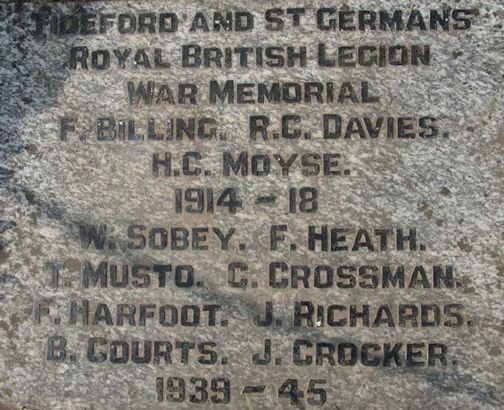 TIDEFORD AND ST GERMANS
ROYAL BRITISH LEGION
WAR MEMORIAL
F. BILLING. R.C. DAVIES.
H.C. MOYSE.
1914 - 18
W. SOBEY. F. HEATH.
T. MUSTO. C. CROSSMAN.
F. HARFOOT. J. RICHARDS.
B. COURTS. J. CROCKER.
1939 - 45